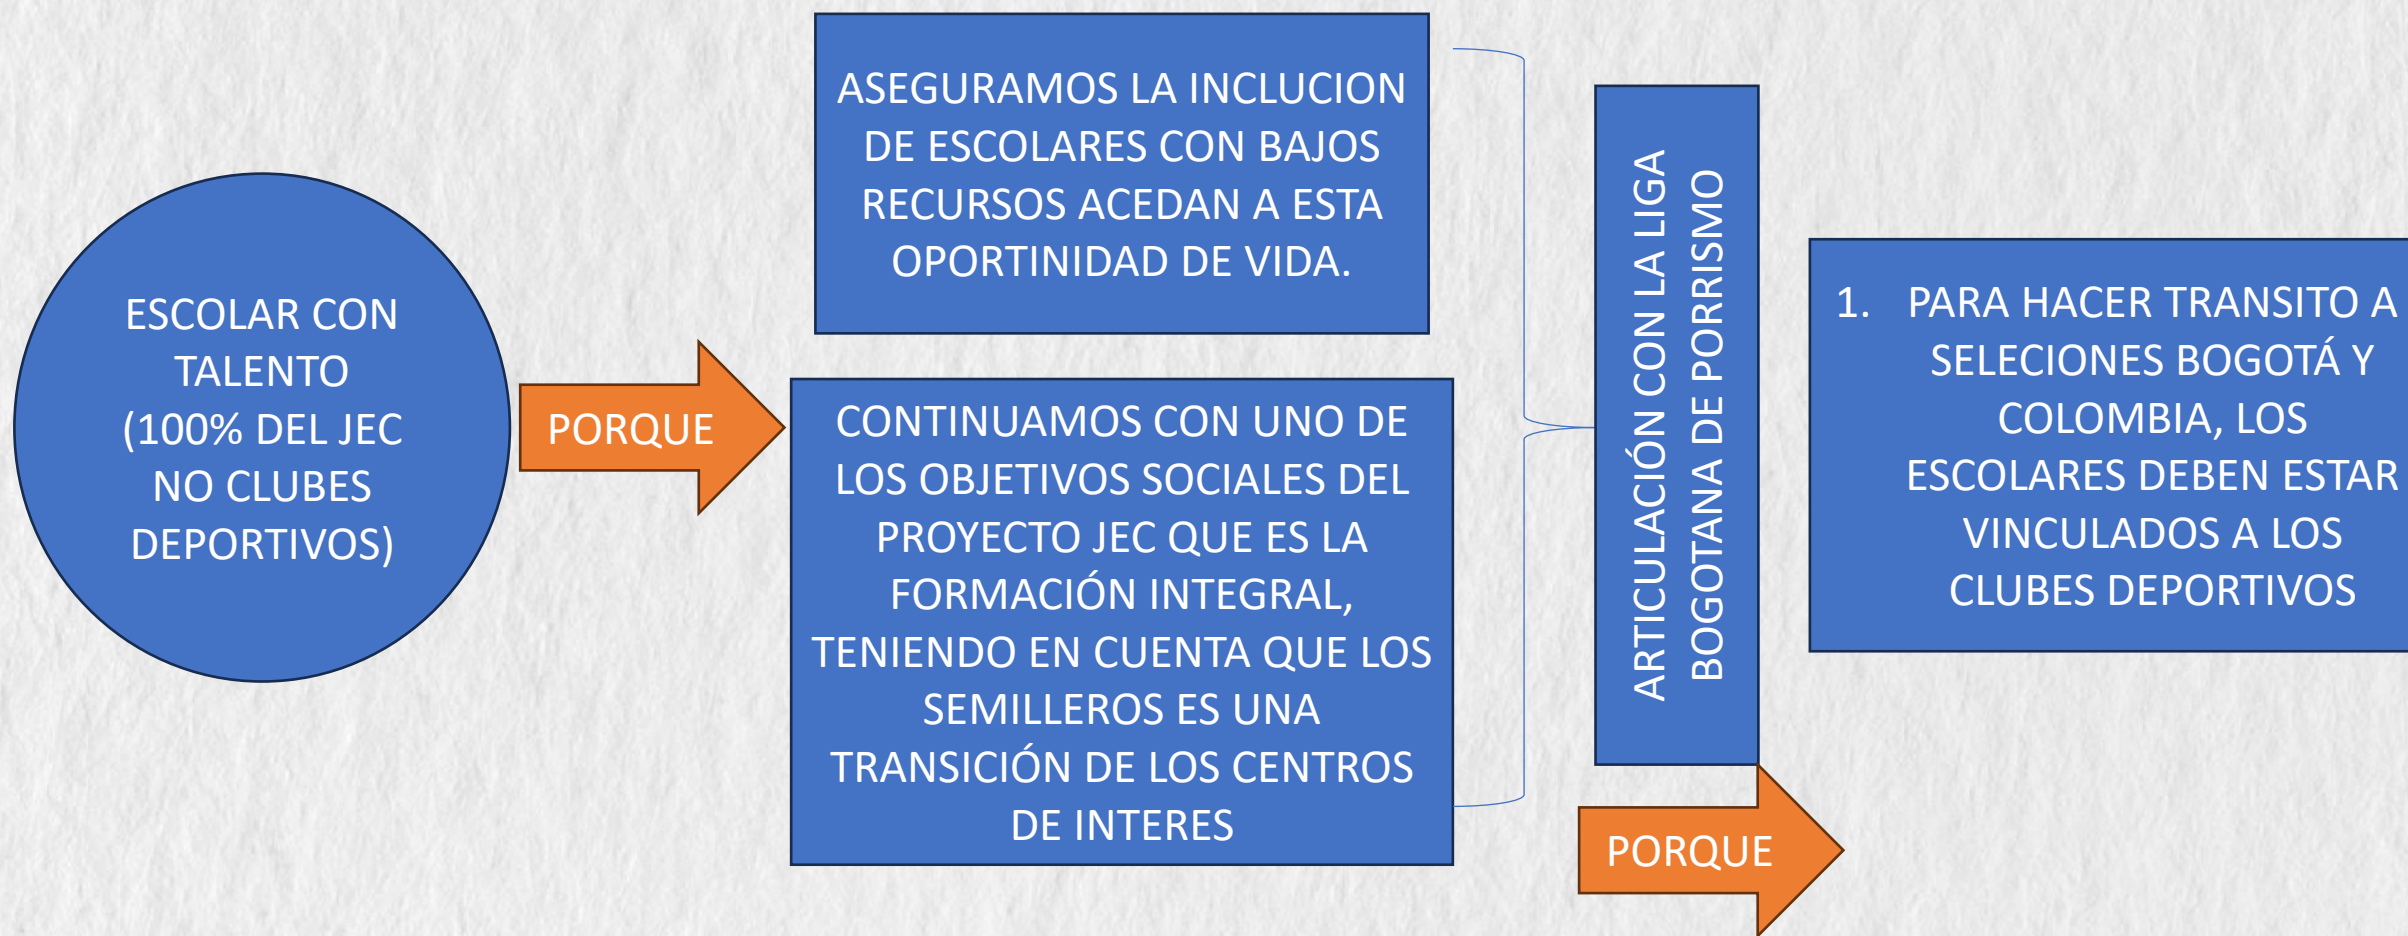 ESCOLAR CON
TALENTO
(100% DEL JEC
NO CLUBES
DEPORTIVOS)
PORQUE
ASEGURAMOS LA INCLUCION
DE ESCOLARES CON BAJOS
RECURSOS ACEDAN A ESTA
OPORTINIDAD DE VIDA.
CONTINUAMOS CON UNO DE
LOS OBJETIVOS SOCIALES DEL
PROYECTO JEC QUE ES LA
FORMACIÓN INTEGRAL,
TENIENDO EN CUENTA QUE LOS
SEMILLEROS ES UNA
TRANSICIÓN DE LOS CENTROS
DE INTERES
ARTICULACIÓN CON LA LIGA
BOGOTANA DE PORRISMO
PORQUE
1. PARA HACER TRANSITO A
SELECIONES BOGOTÁ Y
COLOMBIA, LOS
ESCOLARES DEBEN ESTAR
VINCULADOS A LOS
CLUBES DEPORTIVOS